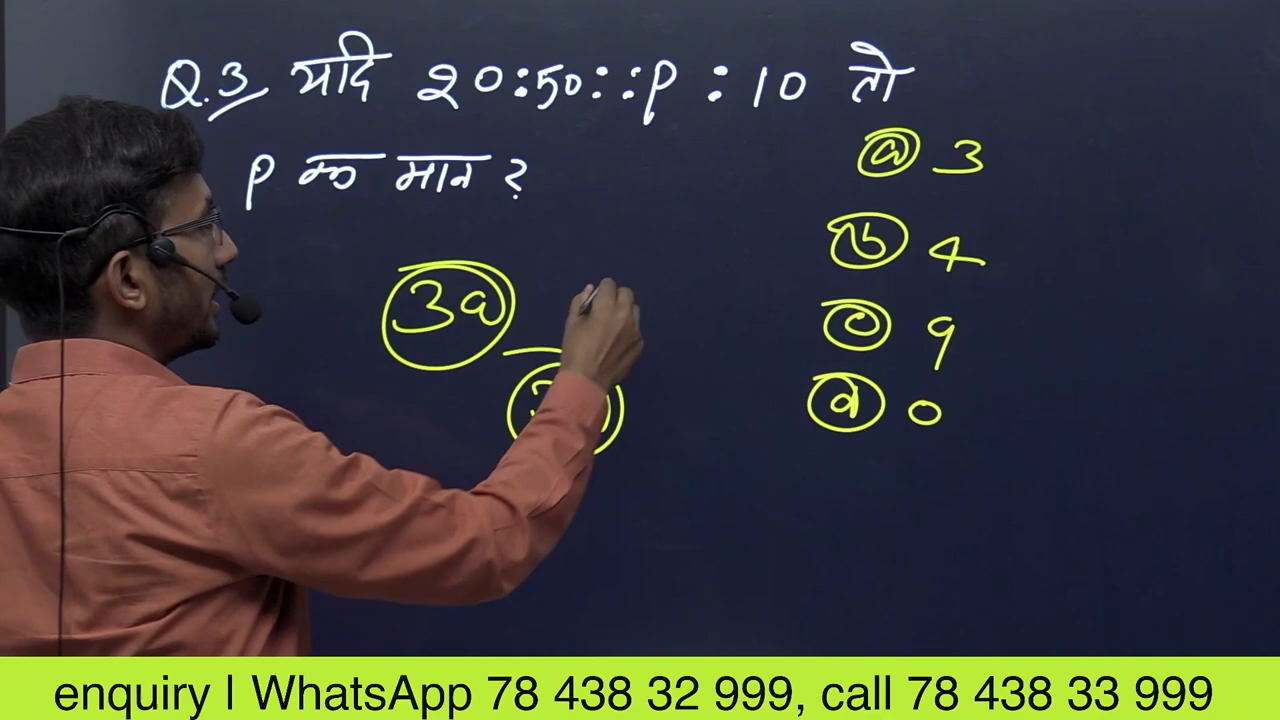 Q.3 यदि 20:50::P:10 तो
P का मान ?
(a) 3
(b) 4
(c) 9
(d) 0
3a
enquiry | WhatsApp 78 438 32 999, call 78 438 33 999